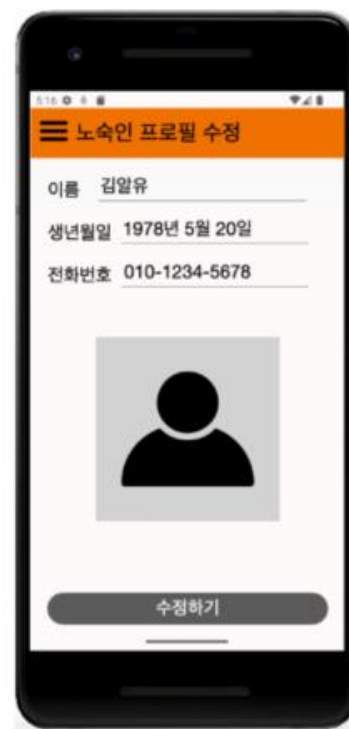 5:16
노숙인 프로필 수정
이름 김알유
생년월일 1978년 5월 20일
전화번호 010-1234-5678
수정하기